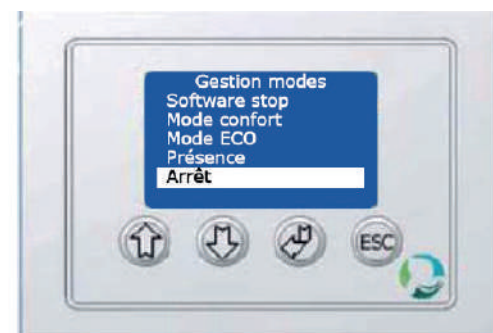 Gestion modes
Software stop
Mode confort
Mode ECO
Présence
Arrêt
ESC